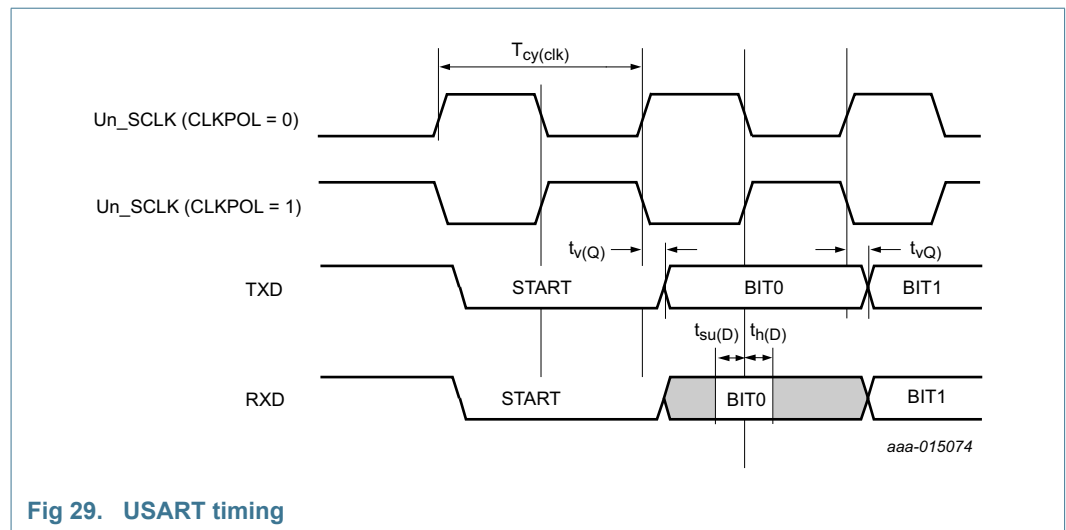 Tcy(clk)
Un_SCLK (CLKPOL = 0)
Un_SCLK (CLKPOL = 1)
tv(Q)
tvQ)
TXD
START
BIT0
BIT1
tsu(D)
th(D)
RXD
START
BIT0
BIT1
aaa-015074
Fig 29. USART timing